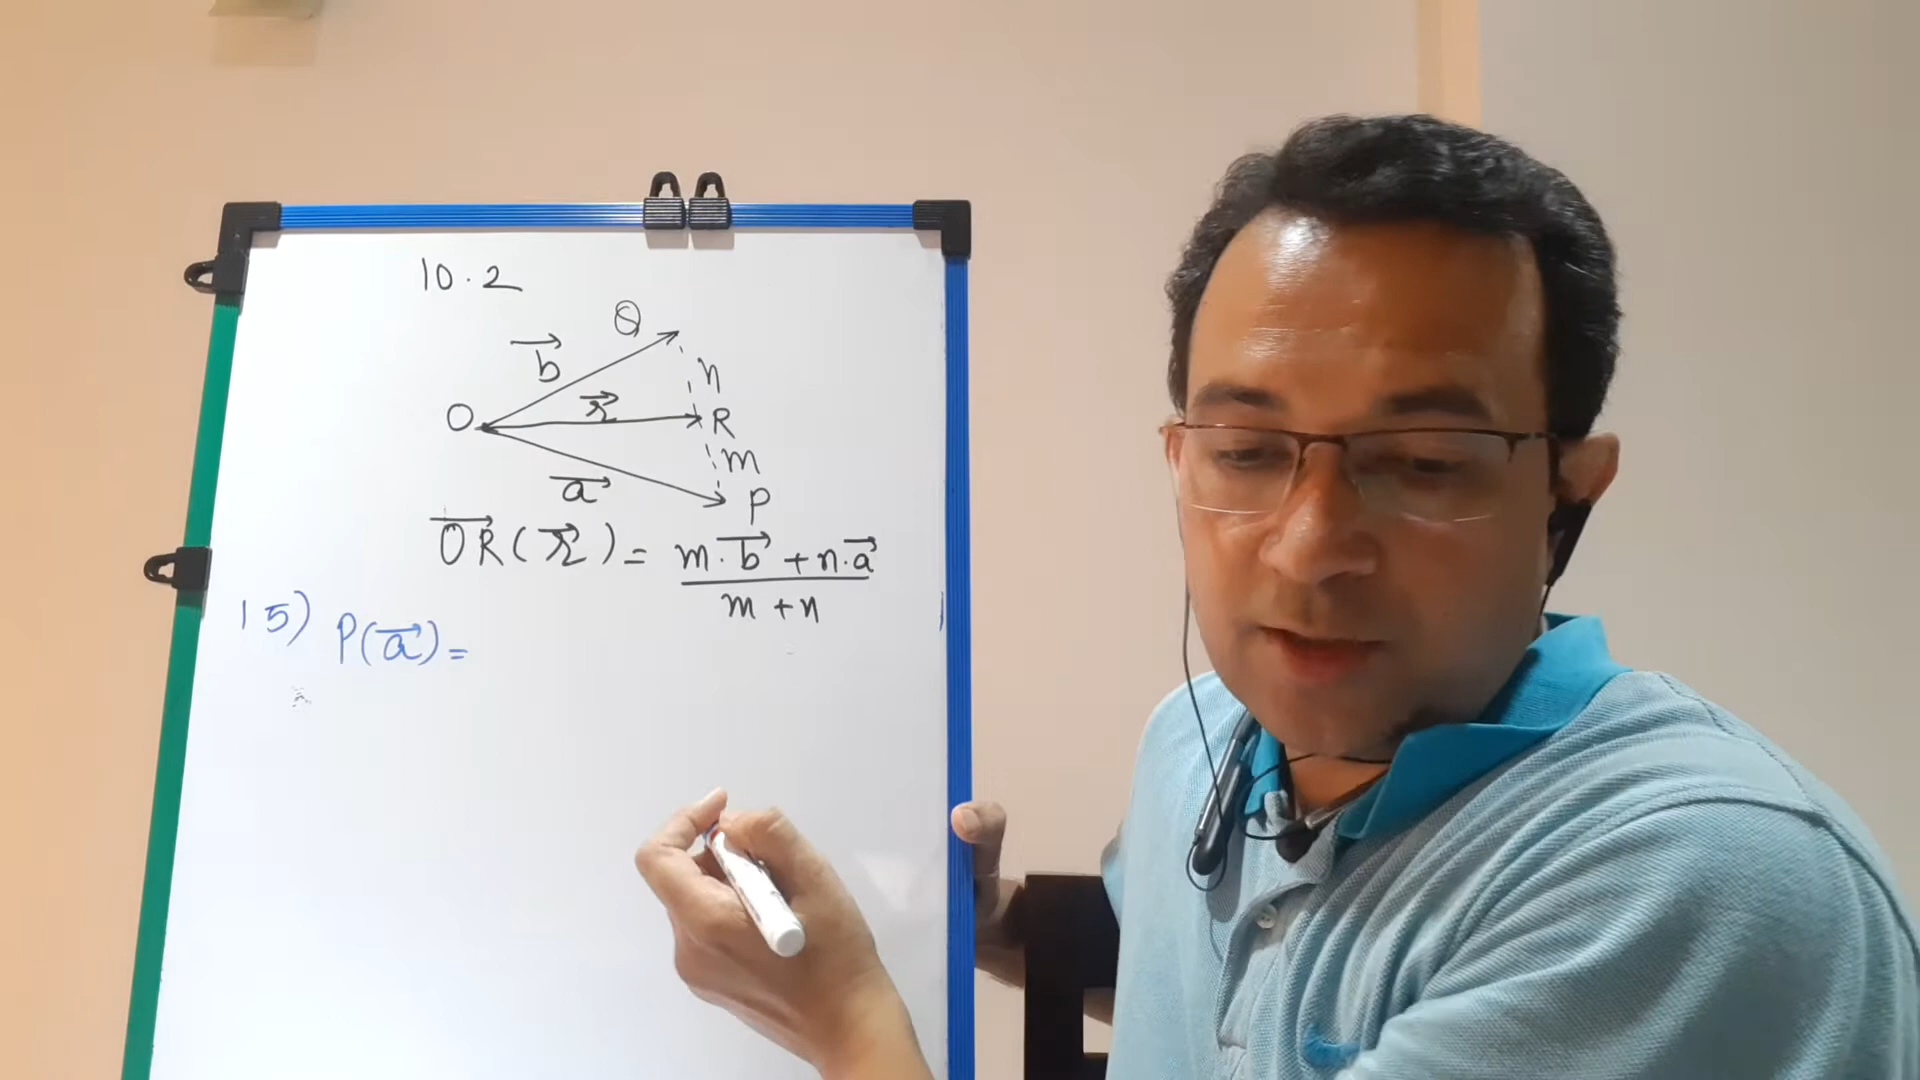 10.2
Q
b⃗
n
O
r⃗
R
m
a⃗
P
O⃗R⃗(r⃗) = m.b⃗ + n.a⃗
m + n
15) P(a⃗) =